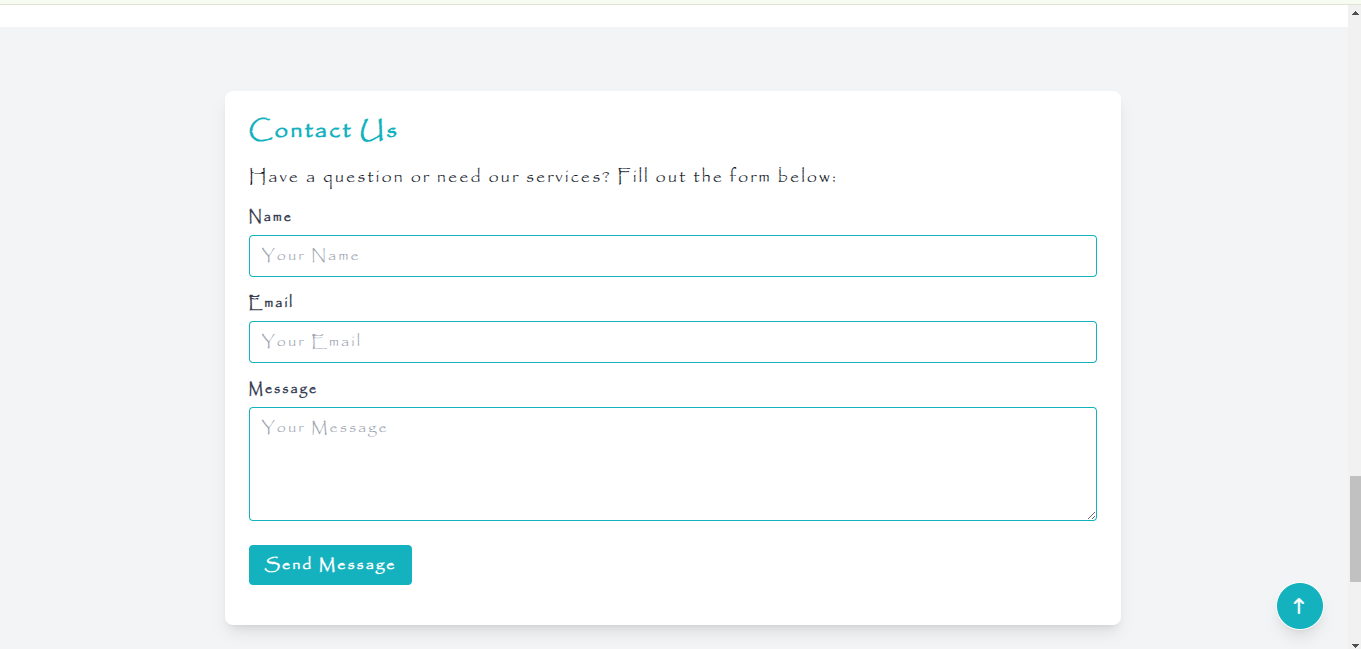 Contact Us
Have a question or need our services? Fill out the form below:
Name
Your Name
Email
Your Email
Message
Your Message
Send Message